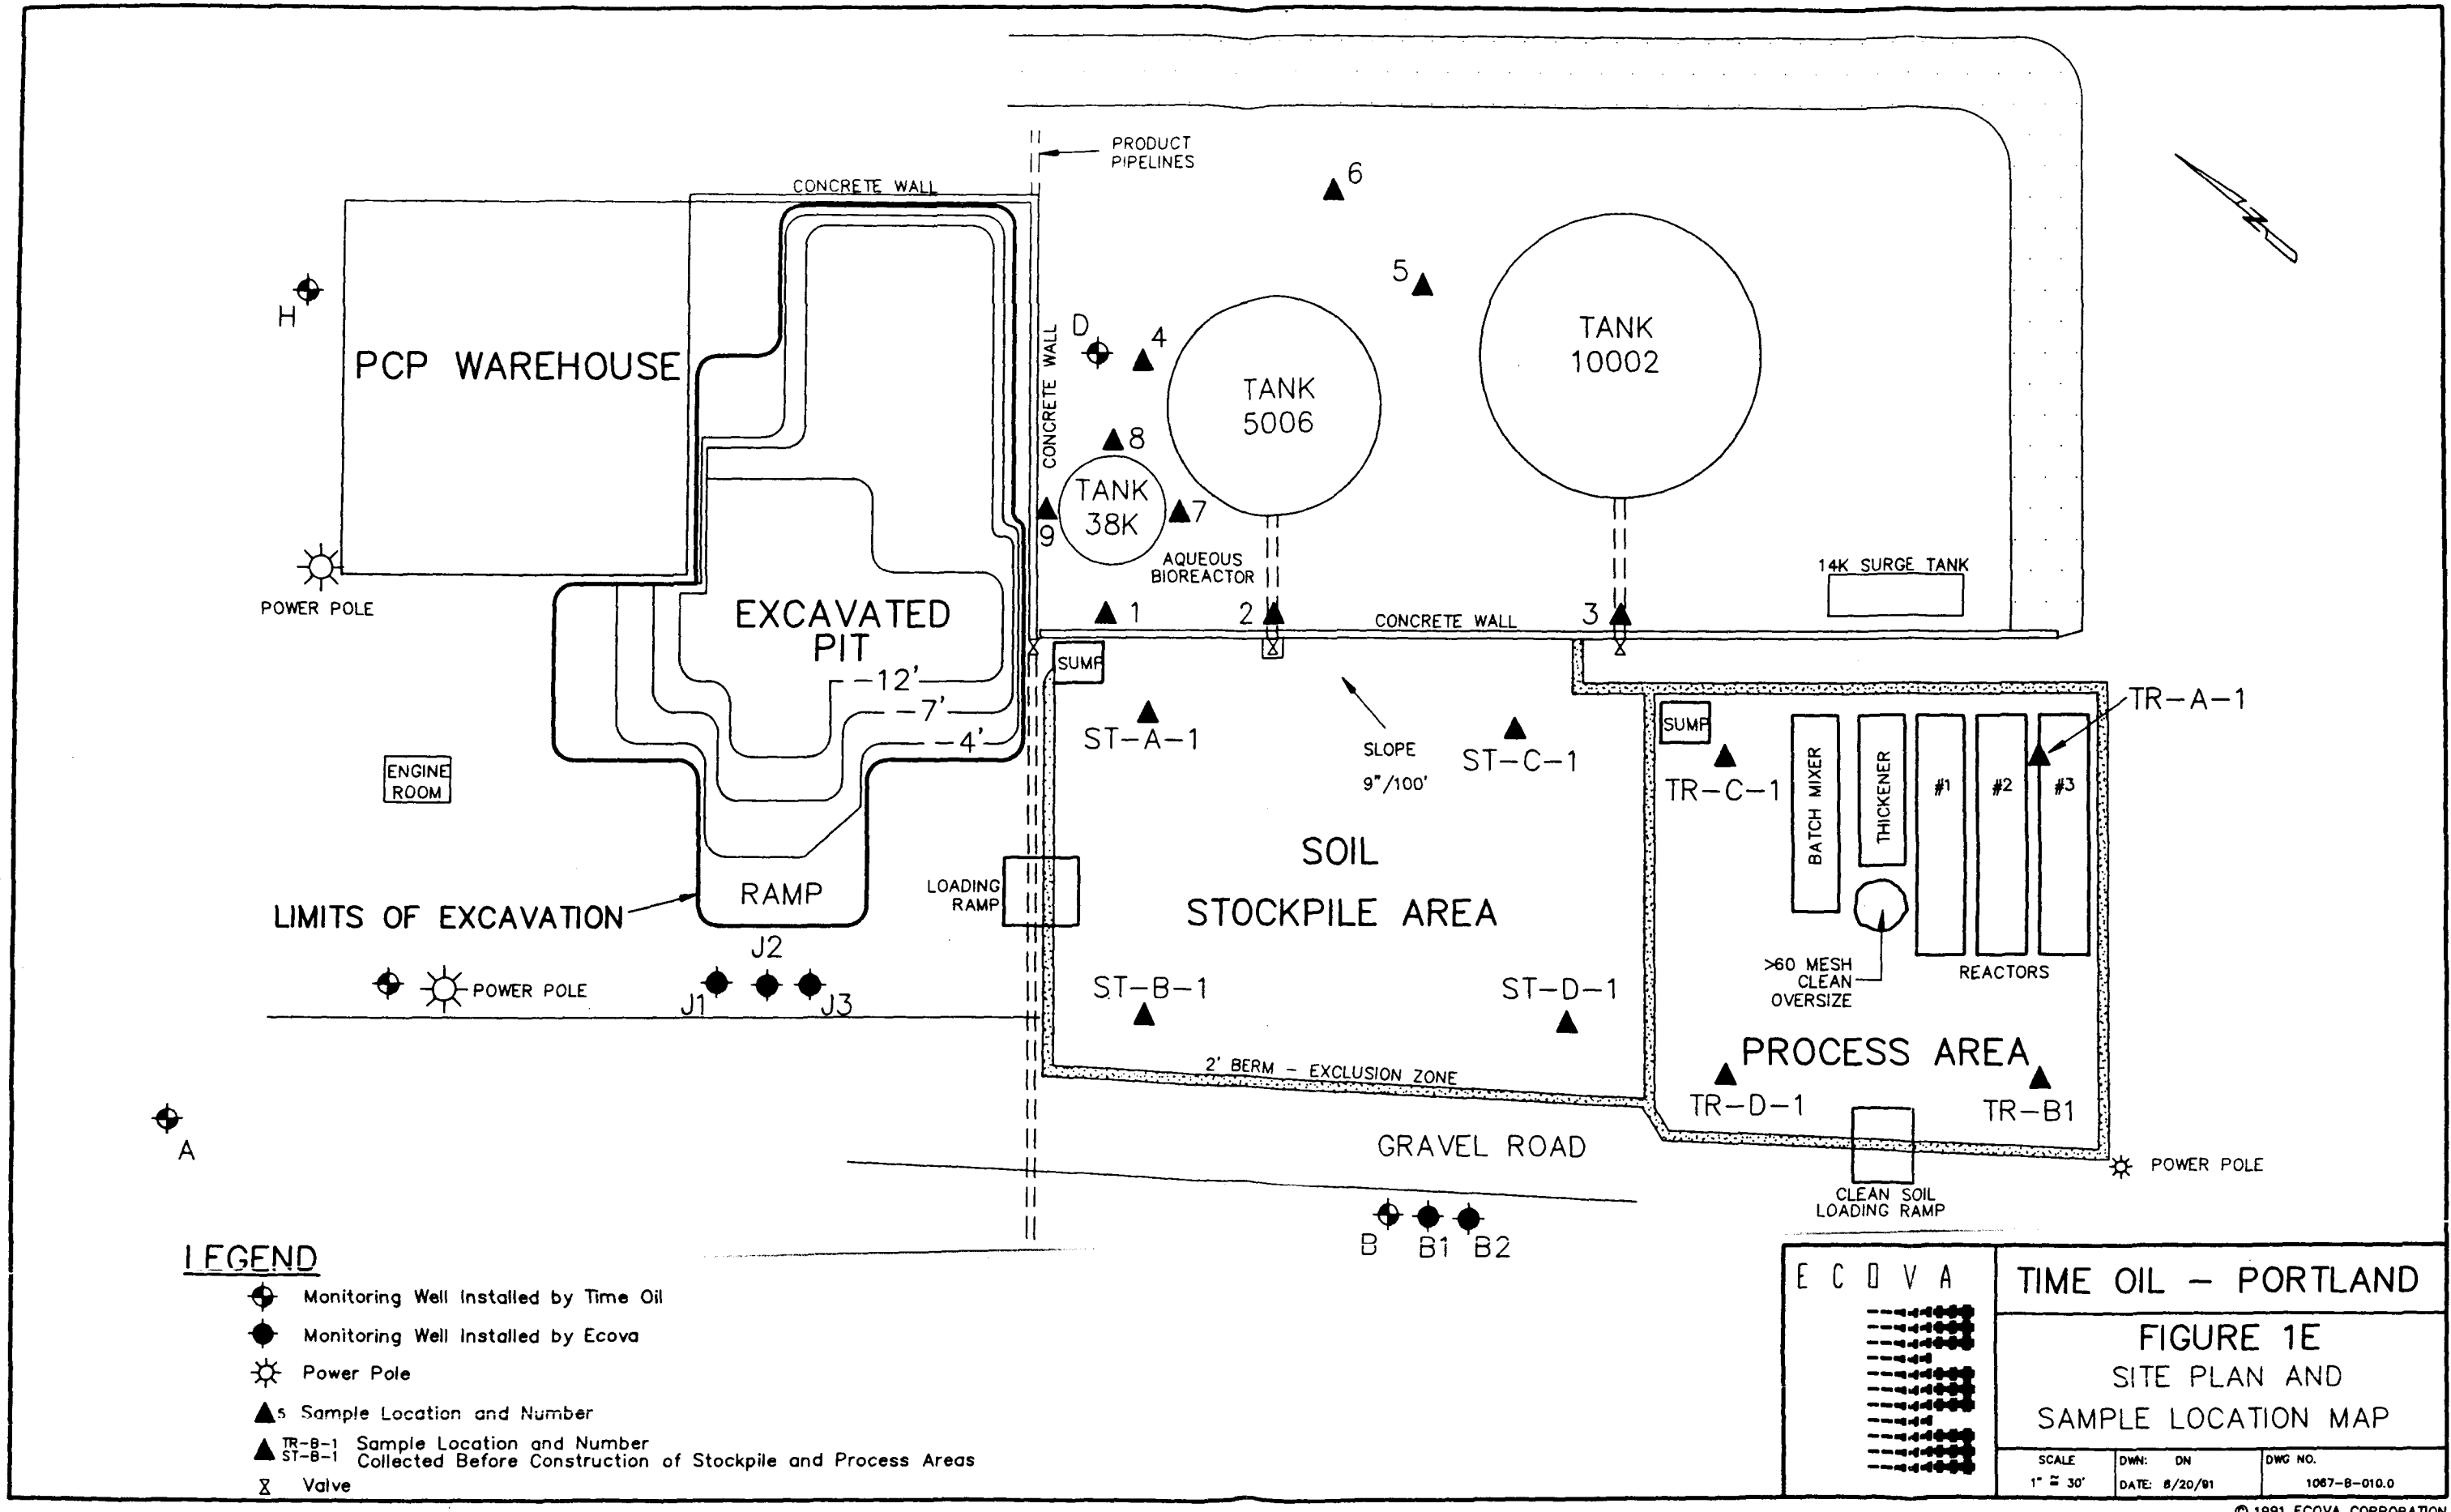 PRODUCT
PIPELINES
CONCRETE WALL
6
5
H
D
4
CONCRETE WALL
PCP WAREHOUSE
TANK
10002
TANK
5006
8
TANK
38K
7
9
AQUEOUS
BIOREACTOR
14K SURGE TANK
POWER POLE
EXCAVATED
PIT
1
2
CONCRETE WALL
3
SUMP
-12'
-7'
-4'
ST-A-1
SLOPE
9"/100'
ST-C-1
SUMP
TR-C-1
BATCH MIXER
THICKENER
#1
#2
#3
TR-A-1
ENGINE
ROOM
SOIL
STOCKPILE AREA
LOADING
RAMP
RAMP
LIMITS OF EXCAVATION
>60 MESH
CLEAN
OVERSIZE
REACTORS
J2
POWER POLE
J1
J3
ST-B-1
ST-D-1
PROCESS AREA
2' BERM - EXCLUSION ZONE
TR-D-1
TR-B1
A
GRAVEL ROAD
POWER POLE
CLEAN SOIL
LOADING RAMP
B
B1
B2
LEGEND
Monitoring Well Installed by Time Oil
Monitoring Well Installed by Ecova
Power Pole
5 Sample Location and Number
TR-B-1 Sample Location and Number
ST-B-1 Collected Before Construction of Stockpile and Process Areas
Valve
ECOVA
TIME OIL - PORTLAND
FIGURE 1E
SITE PLAN AND
SAMPLE LOCATION MAP
SCALE
1" ≅ 30'
DWN: DN
DATE: 8/20/91
DWG NO.
1067-B-010.0
© 1991 ECOVA CORPORATION